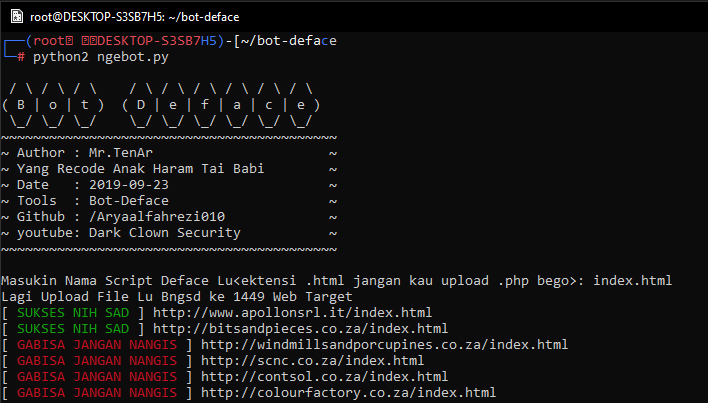 root@DESKTOP-S3SB7H5: ~/bot-deface
(root DESKTOP-S3SB7H5)-[~/bot-deface
# python2 ngebot.py
/ \ / \ / \ / \ / \ / \ / \ / \ / \
( B | o | t ) ( D | e | f | a | c | e )
\_/ \_/ \_/ \_/ \_/ \_/ \_/ \_/ \_/
~~~~~~~~~~~~~~~~~~~~~~~~~~~~~~~~~~~~~~~~~~
~ Author : Mr.TenAr ~
~ Yang Recode Anak Haram Tai Babi ~
~ Date : 2019-09-23 ~
~ Tools : Bot-Deface ~
~ Github : /Aryaalfahrezi010 ~
~ youtube: Dark Clown Security ~
~~~~~~~~~~~~~~~~~~~~~~~~~~~~~~~~~~~~~~~~~~
Masukin Nama Script Deface Lu<ektensi .html jangan kau upload .php bego>: index.html
Lagi Upload File Lu Bngsd ke 1449 Web Target
[ SUKSES NIH SAD ] http://www.apollonsrl.it/index.html
[ SUKSES NIH SAD ] http://bitsandpieces.co.za/index.html
[ GABISA JANGAN NANGIS ] http://windmillsandporcupines.co.za/index.html
[ GABISA JANGAN NANGIS ] http://scnc.co.za/index.html
[ GABISA JANGAN NANGIS ] http://contsol.co.za/index.html
[ GABISA JANGAN NANGIS ] http://colourfactory.co.za/index.html